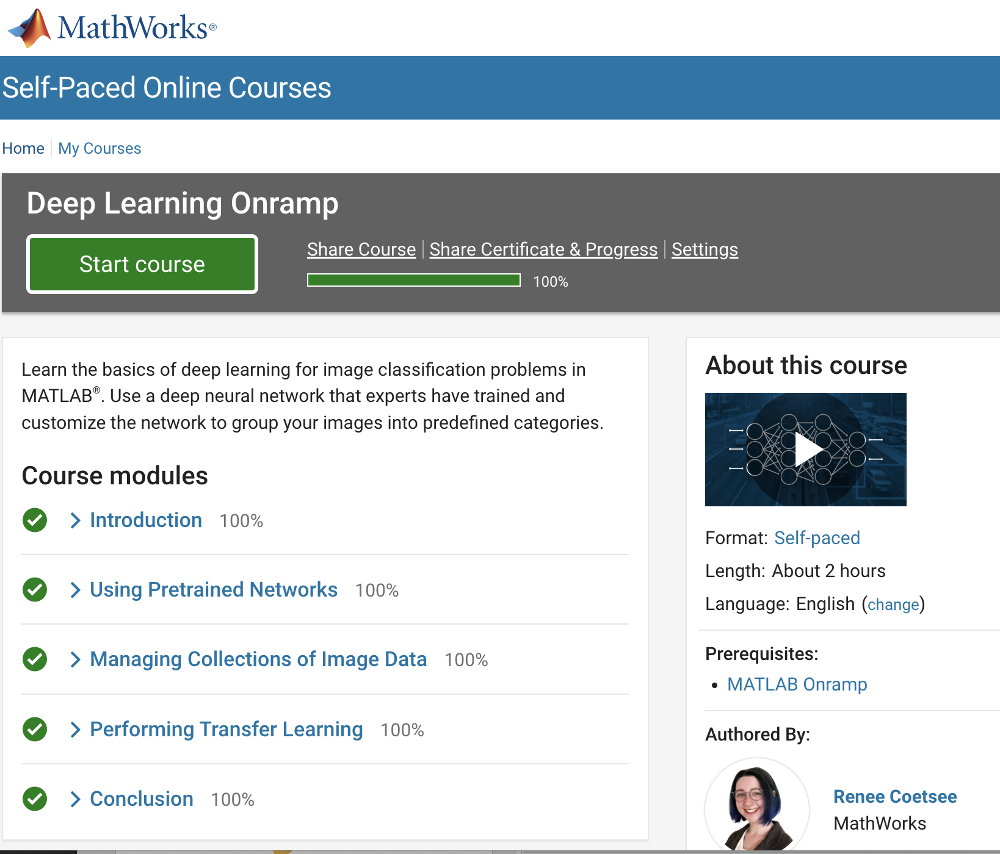 MathWorks®
Self-Paced Online Courses
Home
My Courses
Deep Learning Onramp
Start course
Share Course
Share Certificate & Progress
Settings
100%
Learn the basics of deep learning for image classification problems in
MATLAB®. Use a deep neural network that experts have trained and
customize the network to group your images into predefined categories.
Course modules
Introduction 100%
Using Pretrained Networks 100%
Managing Collections of Image Data 100%
Performing Transfer Learning 100%
Conclusion 100%
About this course
Format: Self-paced
Length: About 2 hours
Language: English (change)
Prerequisites:
• MATLAB Onramp
Authored By:
Renee Coetsee
MathWorks